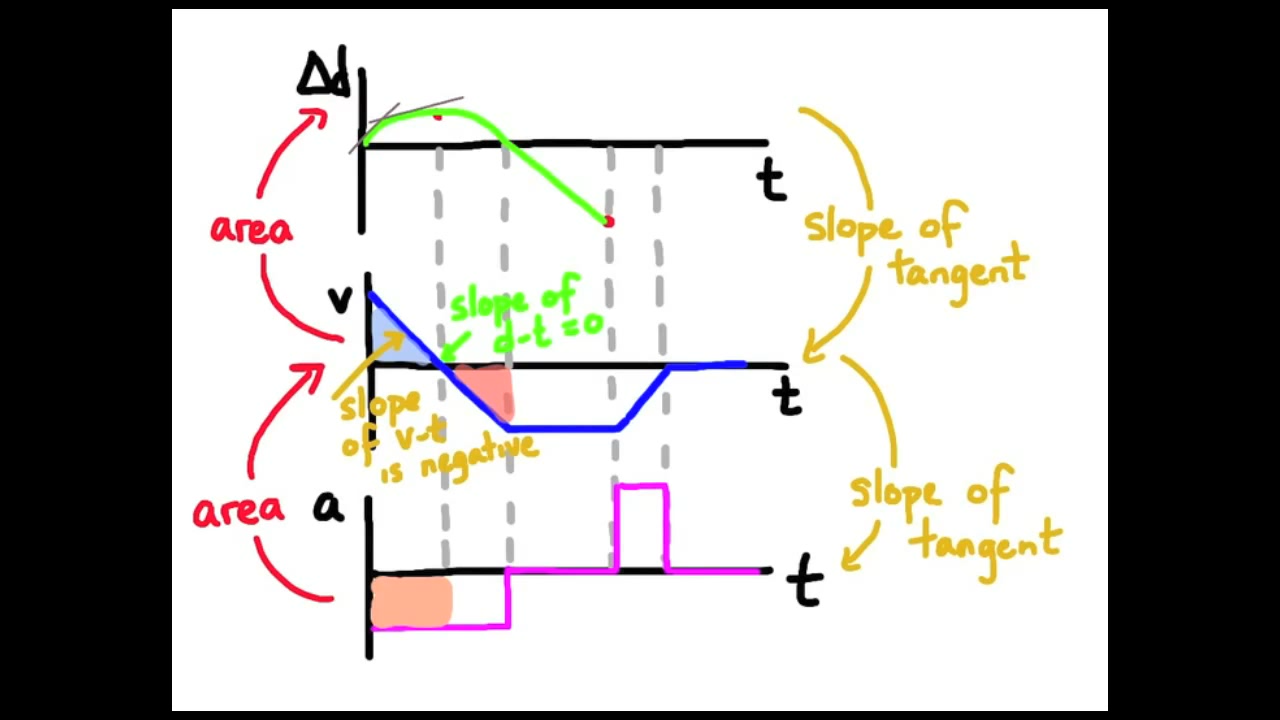 Δd
t
area
slope of
tangent
v
slope of
d-t = 0
t
slope
of v-t
is negative
area
a
slope of
tangent
t